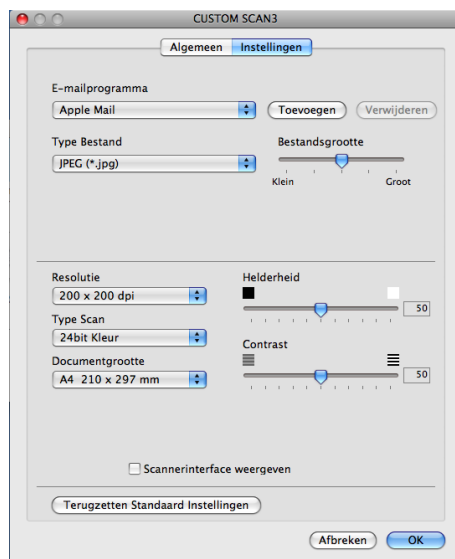 CUSTOM SCAN3
Algemeen Instellingen
E-mailprogramma
Apple Mail Toevoegen Verwijderen
Type Bestand Bestandsgrootte
JPEG (*.jpg)
Klein Groot
Resolutie Helderheid
200 x 200 dpi
50
Type Scan
24bit Kleur
Contrast
Documentgrootte
A4 210 x 297 mm 50
Scannerinterface weergeven
Terugzetten Standaard Instellingen
Afbreken OK